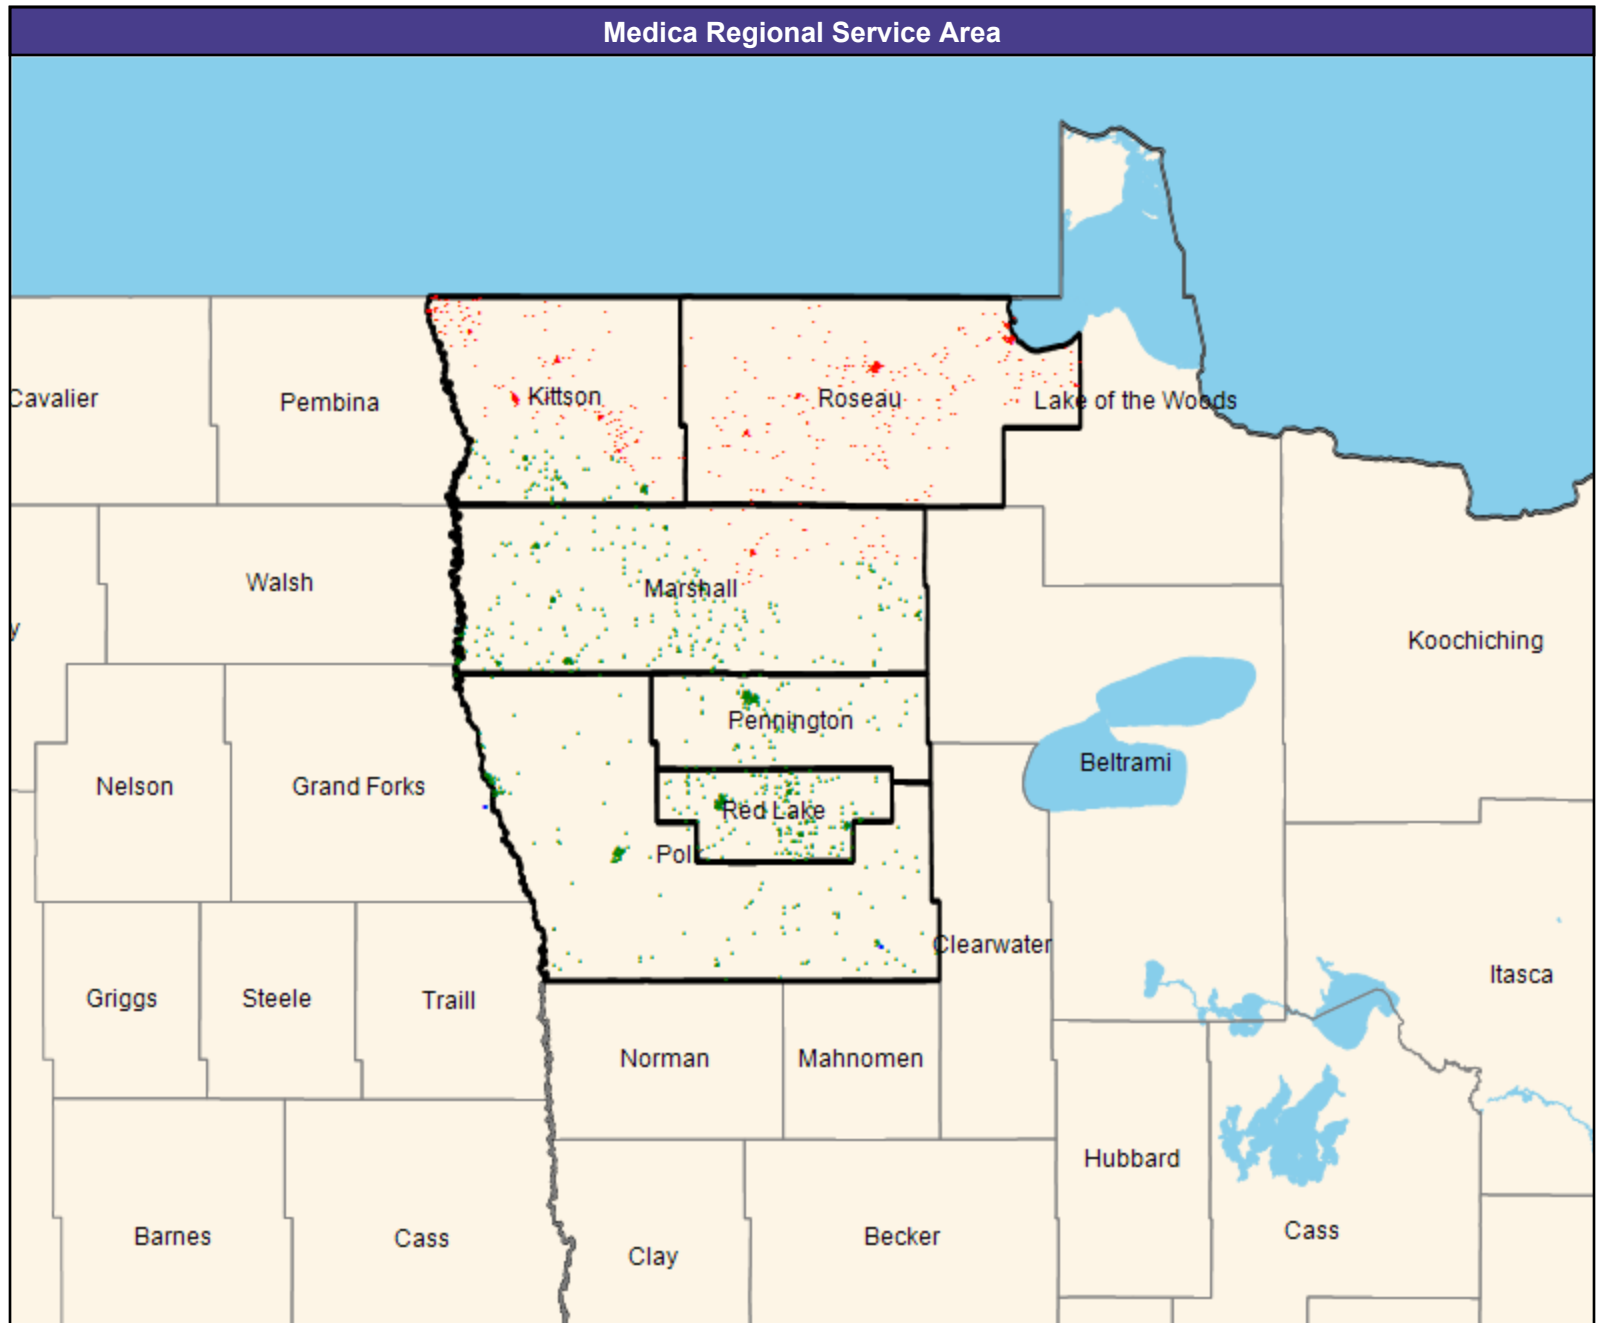 Medica Regional Service Area
Cavalier
Pembina
Kittson
Roseau
Lake of the Woods
Walsh
Marshall
y
Koochiching
Nelson
Grand Forks
Pennington
Beltrami
Red Lake
Pol
Clearwater
Griggs
Steele
Traill
Itasca
Norman
Mahnomen
Hubbard
Barnes
Cass
Clay
Becker
Cass